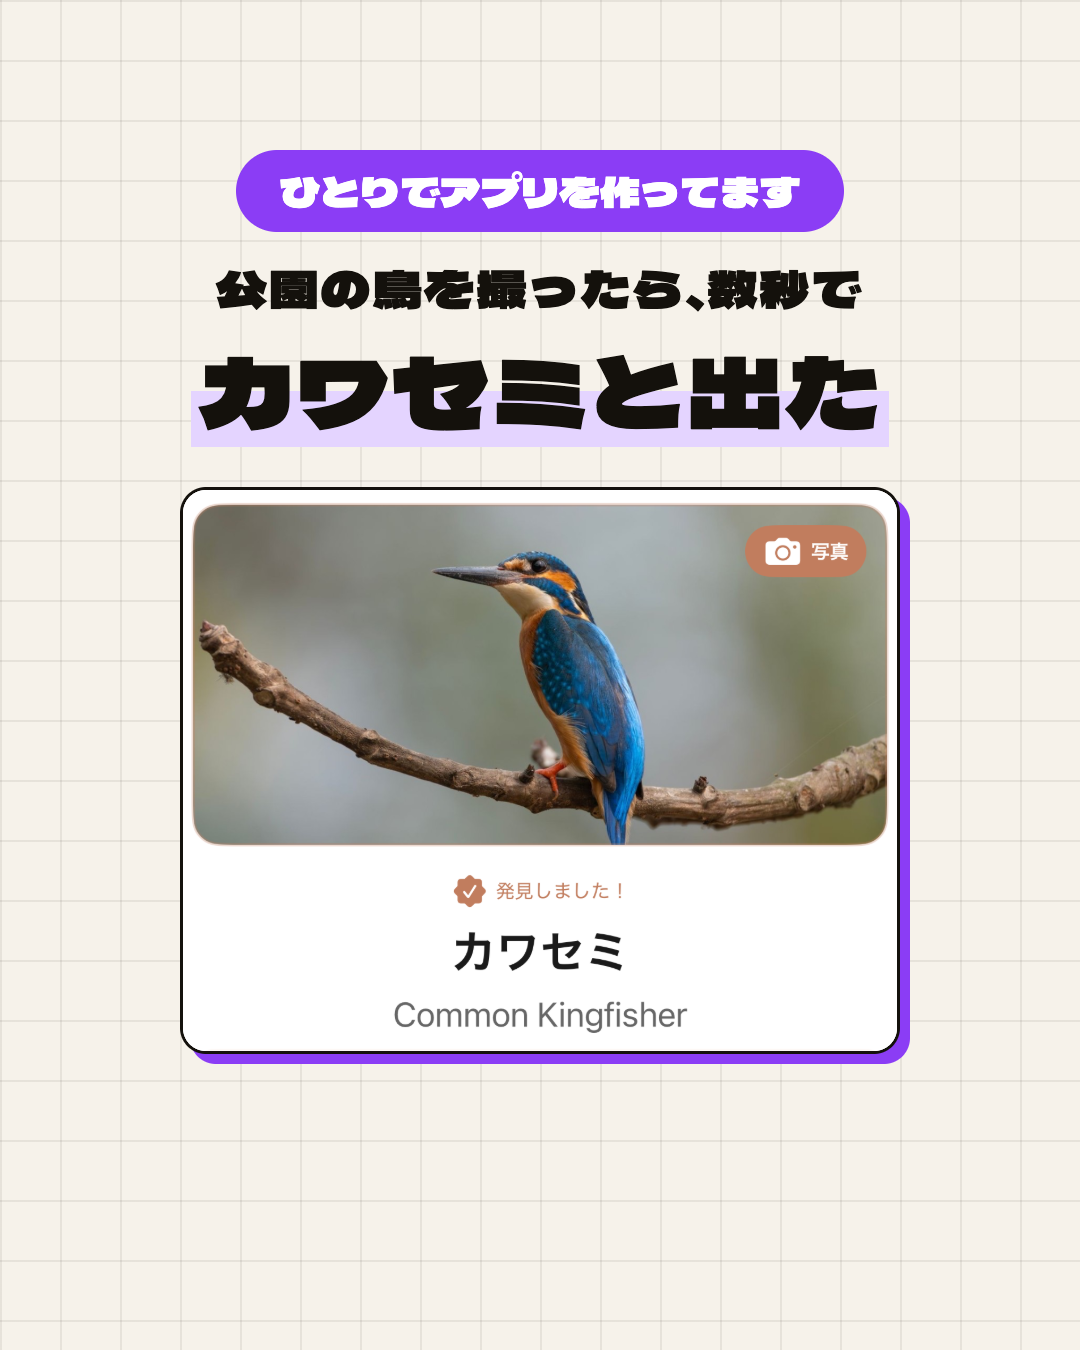 ひとりでアプリを作ってます
公園の鳥を撮ったら、数秒で
カワセミと出た
写真
発見しました！
カワセミ
Common Kingfisher